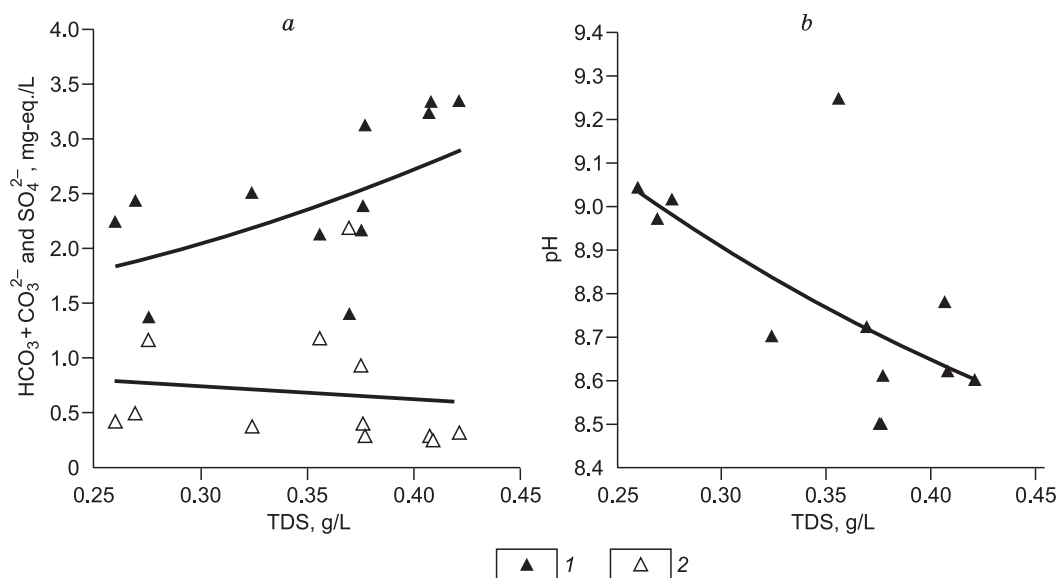 a
HCO₃ + CO₃²⁻ and SO₄²⁻, mg-eq./L
4.0
3.5
3.0
2.5
2.0
1.5
1.0
0.5
0
0.25 0.30 0.35 0.40 0.45
TDS, g/L
b
pH
9.4
9.3
9.2
9.1
9.0
8.9
8.8
8.7
8.6
8.5
8.4
0.25 0.30 0.35 0.40 0.45
TDS, g/L
1 2